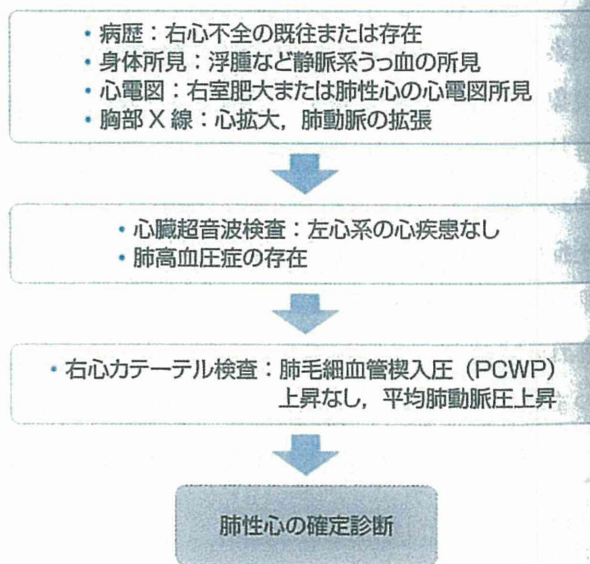 • 病歴：右心不全の既往または存在
• 身体所見：浮腫など静脈系うっ血の所見
• 心電図：右室肥大または肺性心の心電図所見
• 胸部X線：心拡大，肺動脈の拡張
• 心臓超音波検査：左心系の心疾患なし
• 肺高血圧症の存在
• 右心カテーテル検査：肺毛細血管楔入圧（PCWP）
上昇なし，平均肺動脈圧上昇
肺性心の確定診断